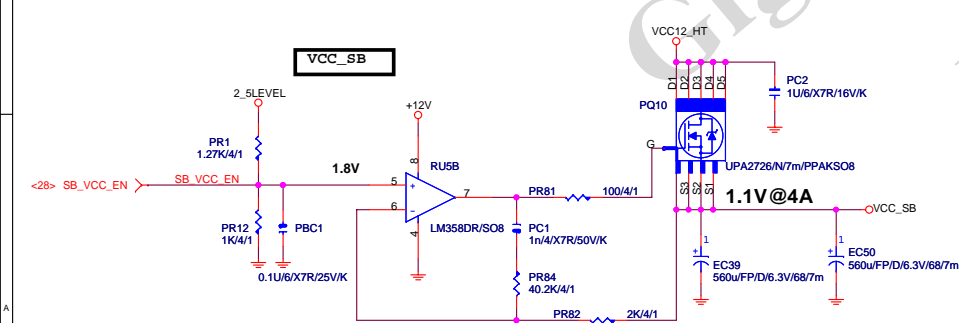 Gig
VCC12_HT
VCC_SB
D1
D2
D3
D4
D5
PC2
1U/6/X7R/16V/K
2_5LEVEL
+12V
PQ10
G
PR1
1.27K/4/1
8
RU5B
UPA2726/N/7m/PPAKSO8
1.8V
<28> SB_VCC_EN
SB_VCC_EN
5
+
7
PR81
100/4/1
S3
S2
S1
1.1V@4A
6
-
VCC_SB
PR12
1K/4/1
PBC1
4
LM358DR/SO8
PC1
1n/4/X7R/50V/K
1
1
+
EC39
560u/FP/D/6.3V/68/7m
+
EC50
560u/FP/D/6.3V/68/7m
0.1U/6/X7R/25V/K
PR84
40.2K/4/1
A
PR82
2K/4/1